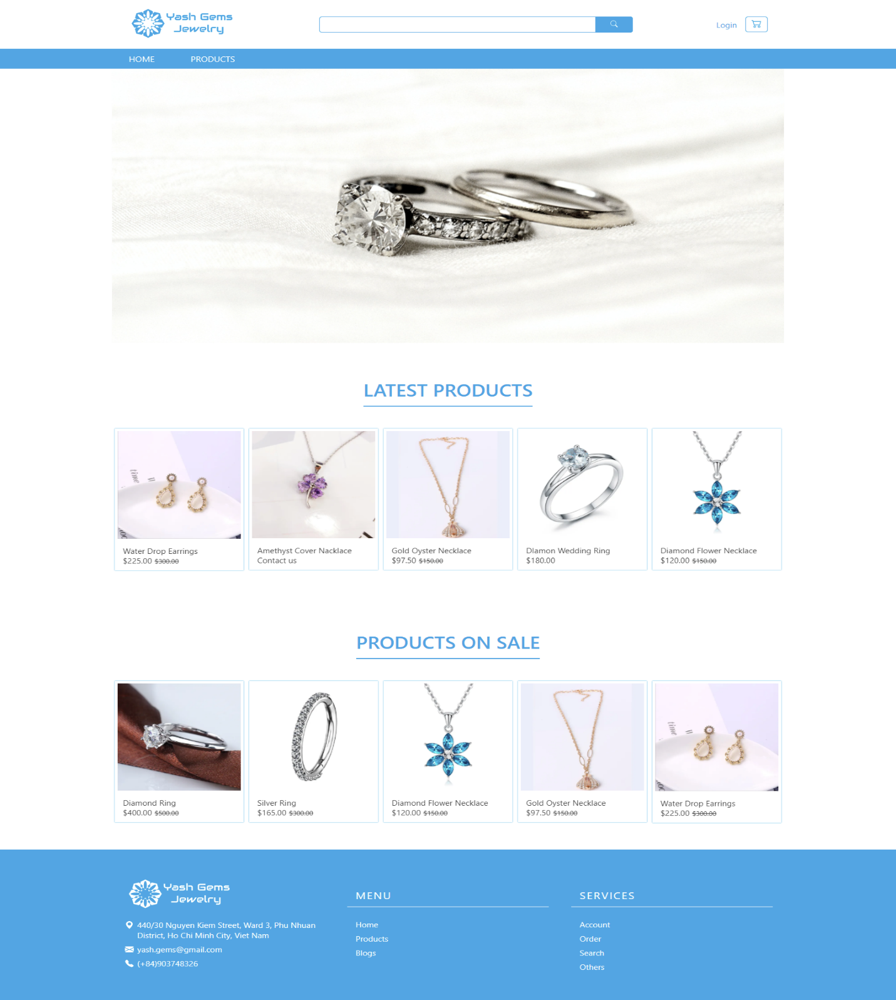 Yash Gems
Jewelry
Login
HOME
PRODUCTS
LATEST PRODUCTS
time
Water Drop Earrings
$225.00 $300.00
Amethyst Cover Nacklace
Contact us
Gold Oyster Necklace
$97.50 $150.00
DIamon Wedding Ring
$180.00
Diamond Flower Necklace
$120.00 $150.00
PRODUCTS ON SALE
Diamond Ring
$400.00 $500.00
Silver Ring
$165.00 $300.00
Diamond Flower Necklace
$120.00 $150.00
Gold Oyster Necklace
$97.50 $150.00
time
Water Drop Earrings
$225.00 $300.00
Yash Gems
Jewelry
440/30 Nguyen Kiem Street, Ward 3, Phu Nhuan
District, Ho Chi Minh City, Viet Nam
yash.gems@gmail.com
(+84)903748326
MENU
Home
Products
Blogs
SERVICES
Account
Order
Search
Others